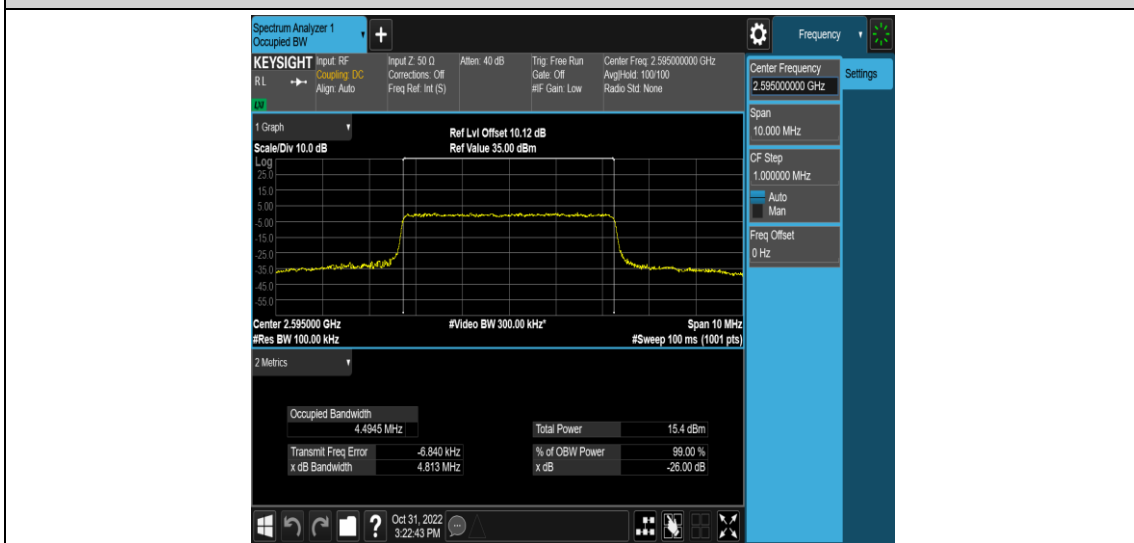 Spectrum Analyzer 1
Occupied BW
+
Frequency
KEYSIGHT
RL
LXI
Input: RF
Coupling: DC
Align: Auto
Input Z: 50 Ω
Corrections: Off
Freq Ref: Int (S)
Atten: 40 dB
Trig: Free Run
Gate: Off
#IF Gain: Low
Center Freq: 2.595000000 GHz
Avg|Hold: 100/100
Radio Std: None
Center Frequency
2.595000000 GHz
Settings
Span
10.000 MHz
CF Step
1.000000 MHz
Auto
Man
Freq Offset
0 Hz
1 Graph
Scale/Div 10.0 dB
Ref Lvl Offset 10.12 dB
Ref Value 35.00 dBm
Log
25.0
15.0
5.00
-5.00
-15.0
-25.0
-35.0
-45.0
-55.0
Center 2.595000 GHz
#Res BW 100.00 kHz
#Video BW 300.00 kHz*
Span 10 MHz
#Sweep 100 ms (1001 pts)
2 Metrics
Occupied Bandwidth
4.4945 MHz
Total Power 15.4 dBm
Transmit Freq Error -6.840 kHz
% of OBW Power 99.00 %
x dB Bandwidth 4.813 MHz
x dB -26.00 dB
?
Oct 31, 2022
3:22:43 PM